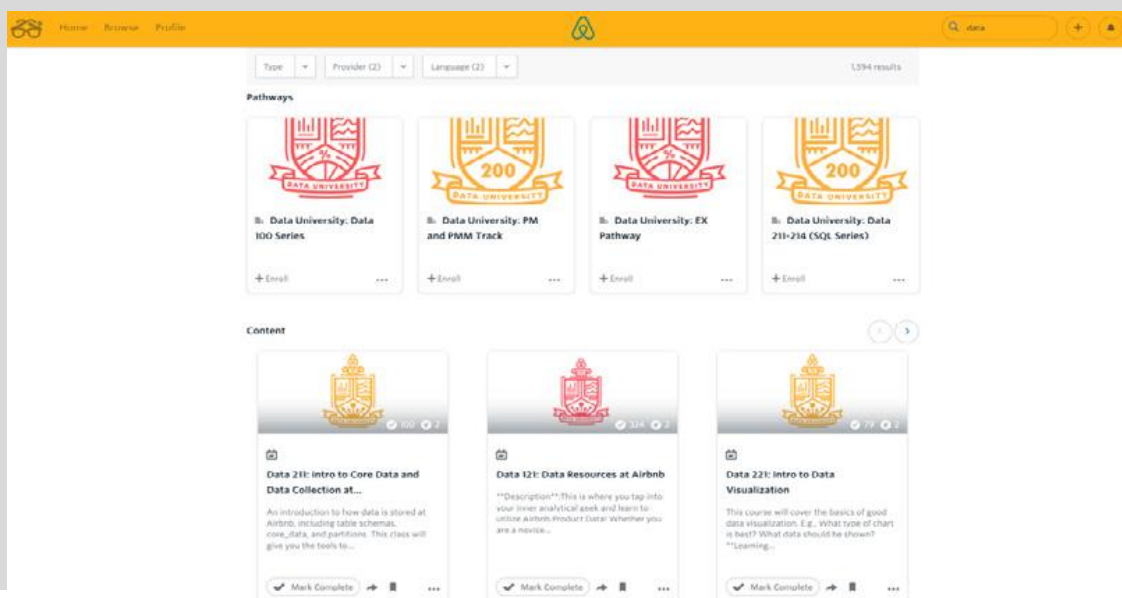 Home Browse Profile data
Type Provider (2) Language (2) 1,594 results
Pathways
DATA UNIVERSITY
200
DATA UNIVERSITY
DATA UNIVERSITY
200
DATA UNIVERSITY
Data University: Data
100 Series
+ Enroll
Data University: PM
and PMM Track
+ Enroll
Data University: EX
Pathway
+ Enroll
Data University: Data
211-214 (SQL Series)
+ Enroll
Content
100 2
Data 211: Intro to Core Data and
Data Collection at...
An introduction to how data is stored at
Airbnb, including table schemas,
core_data, and partitions. This class will
give you the tools to...
Mark Complete
324 2
Data 121: Data Resources at Airbnb
**Description**:This is where you tap into
your inner analytical geek and learn to
utilize Airbnb Product Data! Whether you
are a novice...
Mark Complete
79 2
Data 221: Intro to Data
Visualization
This course will cover the basics of good
data visualization. E.g., What type of chart
is best? What data should be shown?
**Learning...
Mark Complete